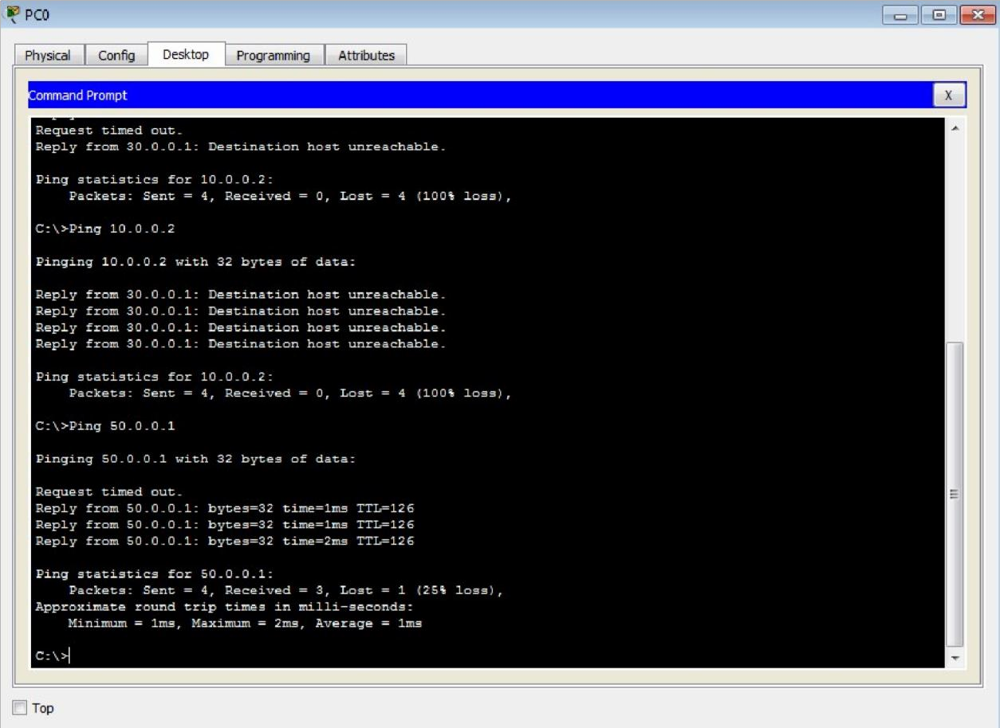 PC0
Physical Config Desktop Programming Attributes
Command Prompt X
Request timed out.
Reply from 30.0.0.1: Destination host unreachable.
Ping statistics for 10.0.0.2:
Packets: Sent = 4, Received = 0, Lost = 4 (100% loss),
C:\>Ping 10.0.0.2
Pinging 10.0.0.2 with 32 bytes of data:
Reply from 30.0.0.1: Destination host unreachable.
Reply from 30.0.0.1: Destination host unreachable.
Reply from 30.0.0.1: Destination host unreachable.
Reply from 30.0.0.1: Destination host unreachable.
Ping statistics for 10.0.0.2:
Packets: Sent = 4, Received = 0, Lost = 4 (100% loss),
C:\>Ping 50.0.0.1
Pinging 50.0.0.1 with 32 bytes of data:
Request timed out.
Reply from 50.0.0.1: bytes=32 time=1ms TTL=126
Reply from 50.0.0.1: bytes=32 time=1ms TTL=126
Reply from 50.0.0.1: bytes=32 time=2ms TTL=126
Ping statistics for 50.0.0.1:
Packets: Sent = 4, Received = 3, Lost = 1 (25% loss),
Approximate round trip times in milli-seconds:
Minimum = 1ms, Maximum = 2ms, Average = 1ms
C:\>
Top